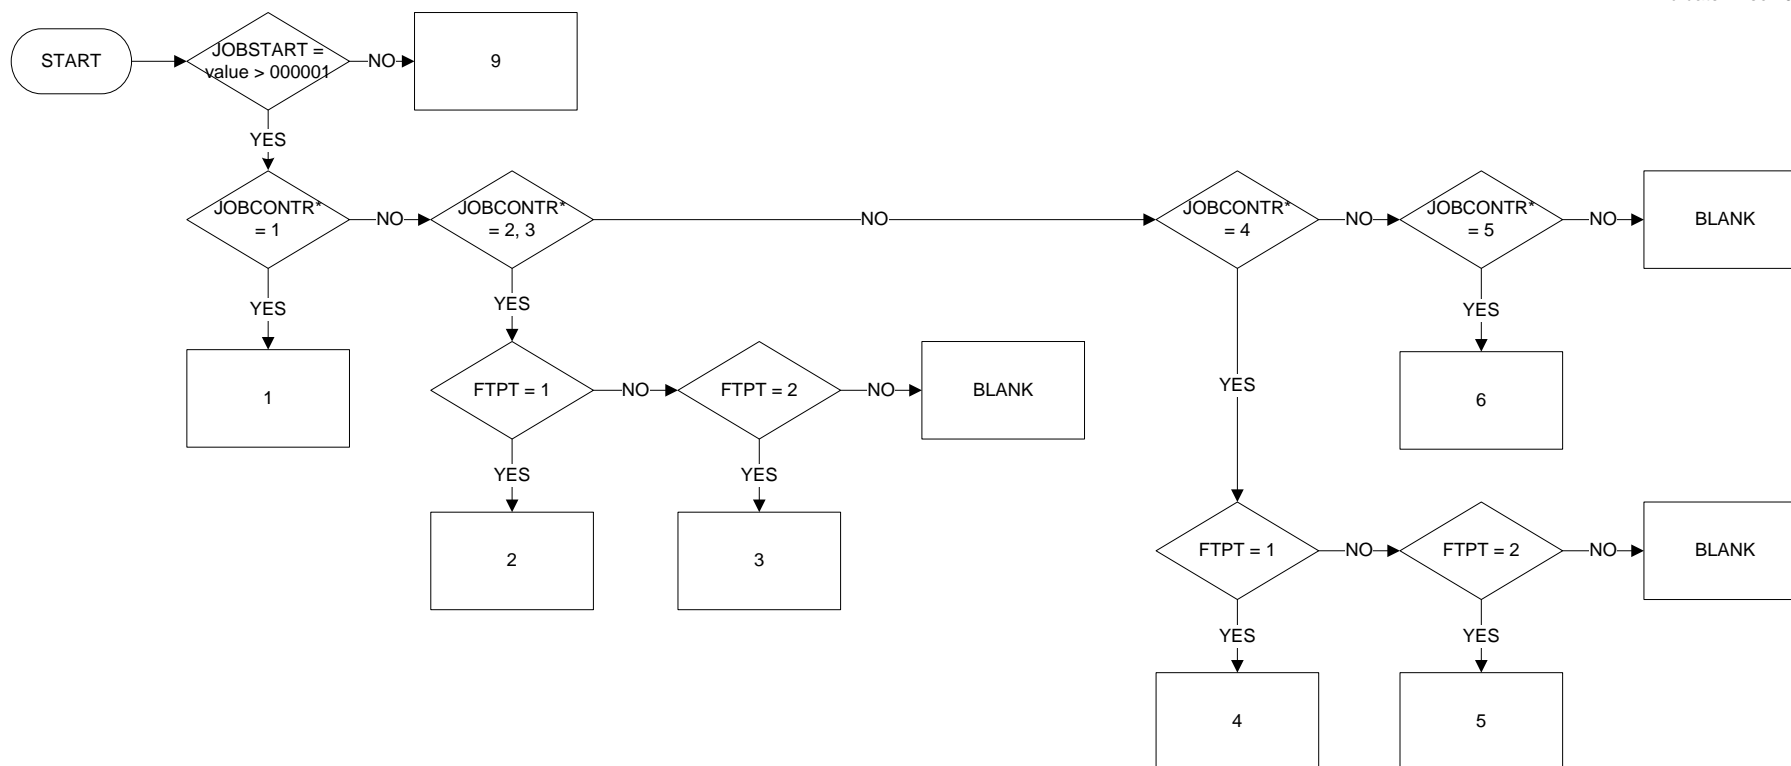 START
JOBSTART =
value > 000001
NO
9
YES
JOBCONTR*
= 1
NO
JOBCONTR*
= 2, 3
NO
JOBCONTR*
= 4
NO
JOBCONTR*
= 5
NO
BLANK
YES
YES
YES
YES
1
FTPT = 1
NO
FTPT = 2
NO
BLANK
6
YES
YES
2
3
FTPT = 1
NO
FTPT = 2
NO
BLANK
YES
YES
4
5